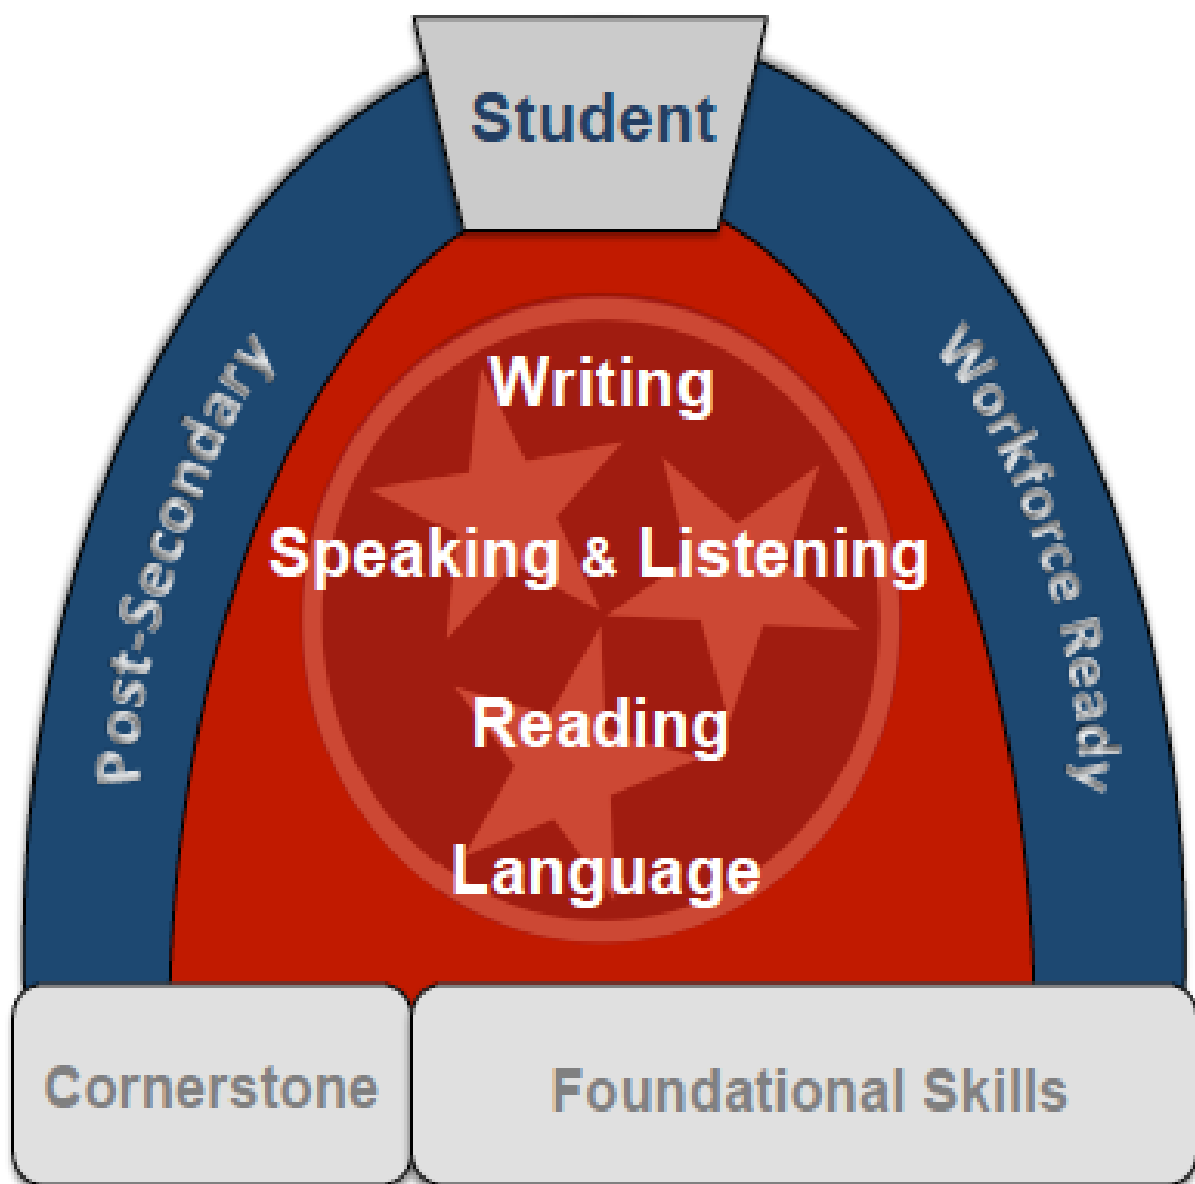 Student
Post-Secondary
Workforce Ready
Writing
Speaking & Listening
Reading
Language
Cornerstone
Foundational Skills